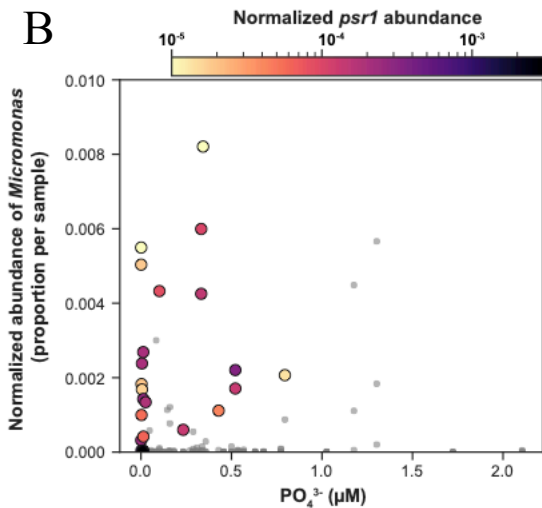 B
Normalized psr1 abundance
10⁻⁵ 10⁻⁴ 10⁻³
Normalized abundance of Micromonas
(proportion per sample)
0.010
0.008
0.006
0.004
0.002
0.000
0.0 0.5 1.0 1.5 2.0
PO₄³⁻ (µM)